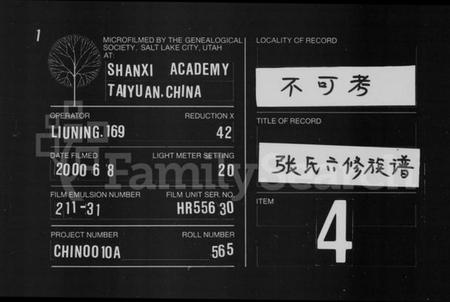 1
MICROFILMED BY THE GENEALOGICAL
SOCIETY, SALT LAKE CITY, UTAH
AT
SHANXI ACADEMY
TAIYUAN.CHINA
OPERATOR REDUCTION X
LIUNING.169 42
DATE FILMED LIGHT METER SETTING
2000 6 8 20
FILM EMULSION NUMBER FILM UNIT SER. NO.
211-31 HR556 30
PROJECT NUMBER ROLL NUMBER
CHIN0010A 565
LOCALITY OF RECORD
不可考
TITLE OF RECORD
张氏六修族谱
ITEM
4
FamilySearch